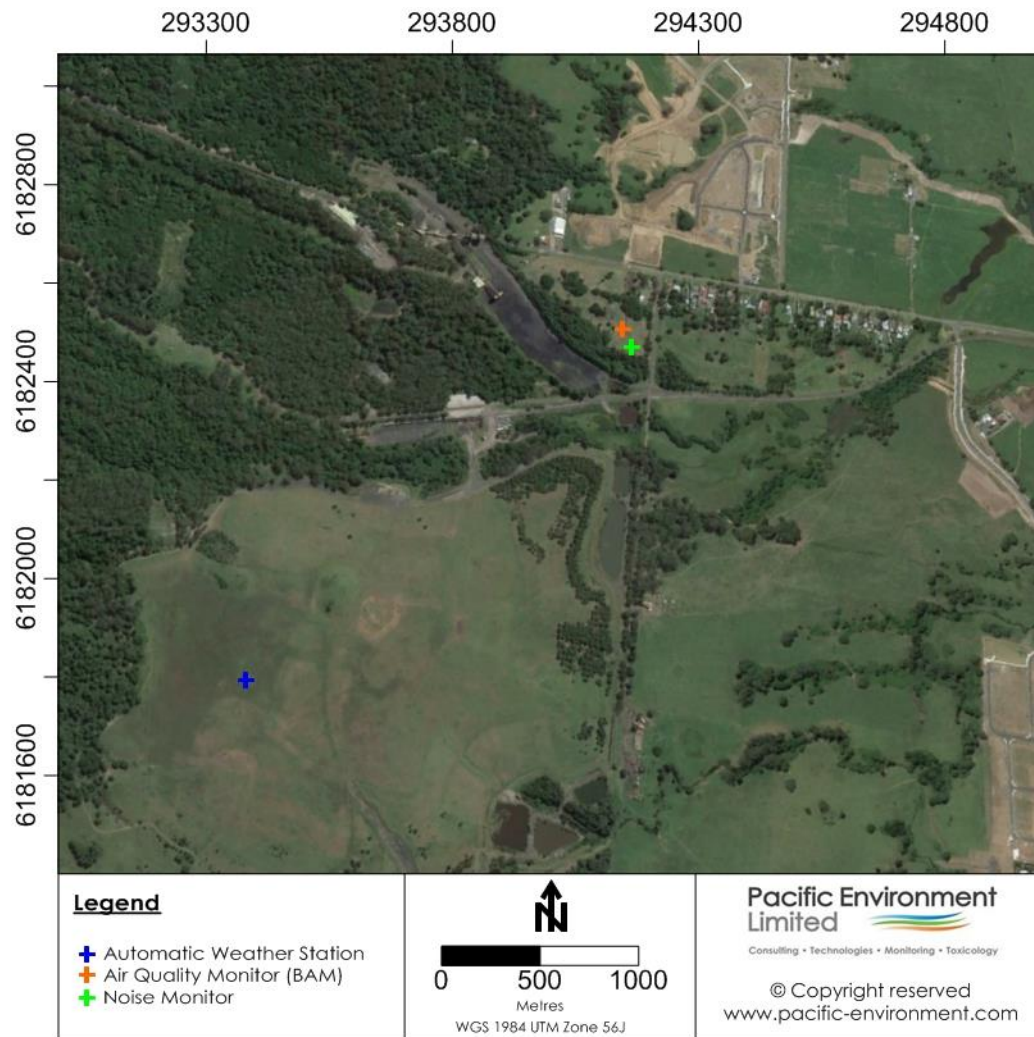 293300 293800 294300 294800
6182800
6182400
6182000
6181600
Legend
Automatic Weather Station
Air Quality Monitor (BAM)
Noise Monitor
N
0 500 1000
Metres
WGS 1984 UTM Zone 56J
Pacific Environment
Limited
Consulting • Technologies • Monitoring • Toxicology
© Copyright reserved
www.pacific-environment.com